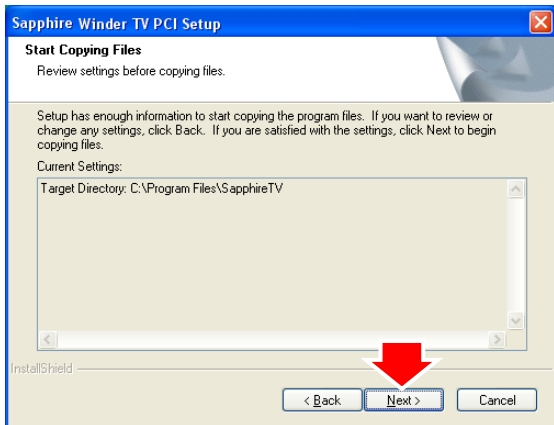 Sapphire Winder TV PCI Setup
Start Copying Files
Review settings before copying files.
Setup has enough information to start copying the program files. If you want to review or
change any settings, click Back. If you are satisfied with the settings, click Next to begin
copying files.
Current Settings:
Target Directory: C:\Program Files\SapphireTV
InstallShield
< Back
Next >
Cancel